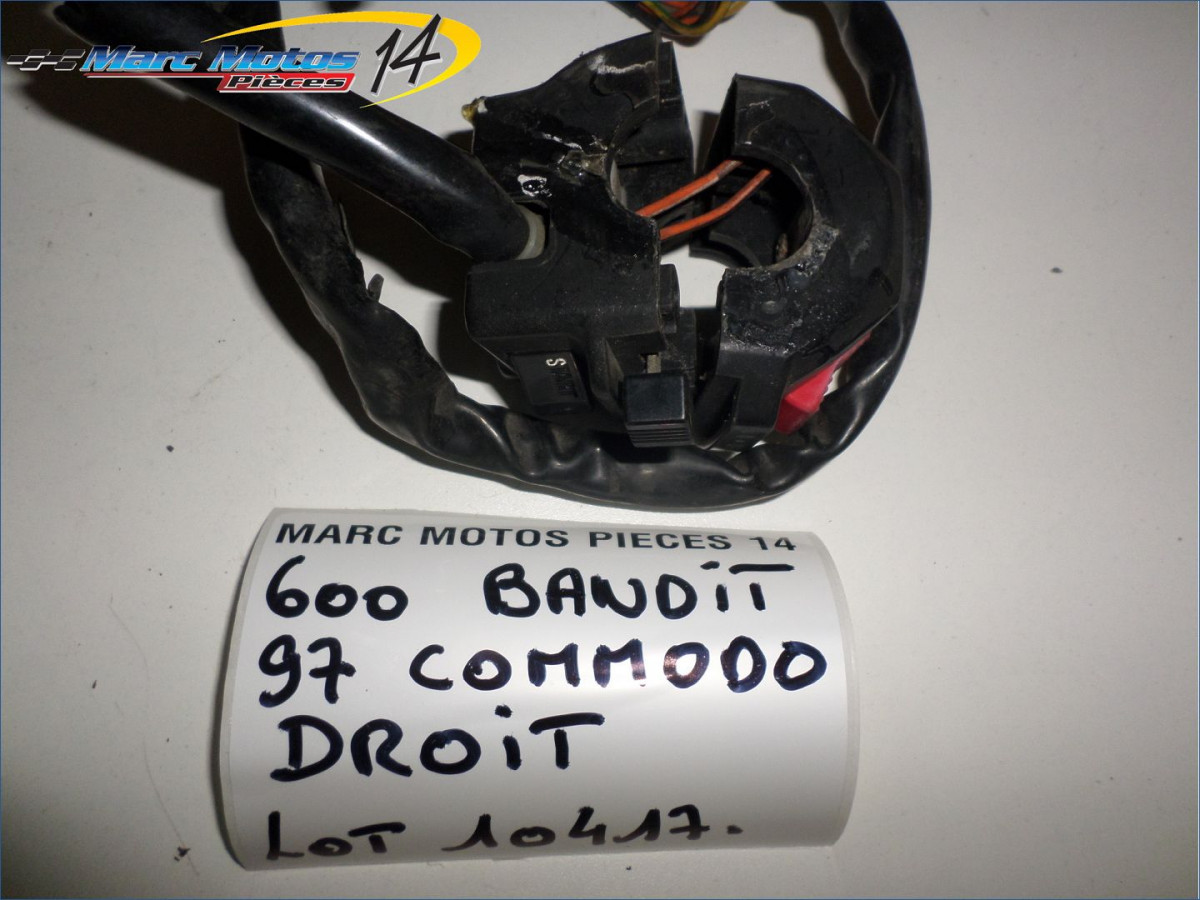 Marc Motos 14
Pièces
MARC MOTOS PIECES 14
600 BANDiT
97 COMMODO
DROiT
LOT 10417.